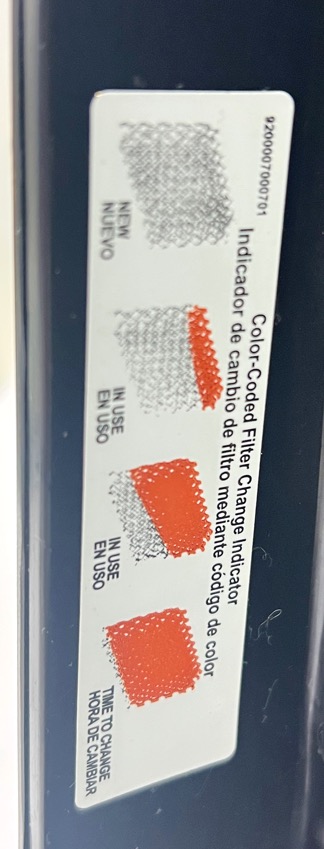 9200007000701
Color-Coded Filter Change Indicator
Indicador de cambio de filtro mediante código de color
NEW
NUEVO
IN USE
EN USO
IN USE
EN USO
TIME TO CHANGE
HORA DE CAMBIAR